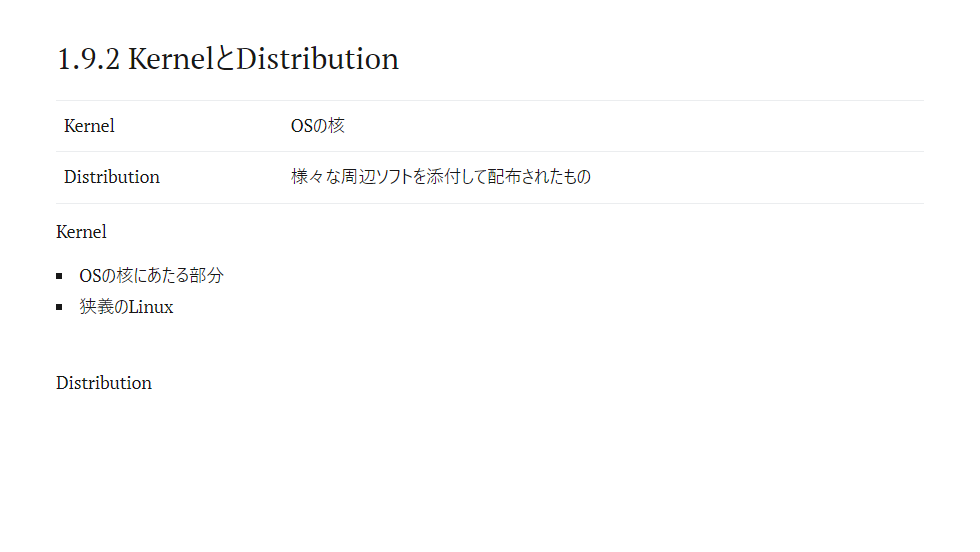 1.9.2 KernelとDistribution
Kernel OSの核
Distribution 様々な周辺ソフトを添付して配布されたもの
Kernel
OSの核にあたる部分
狭義のLinux
Distribution